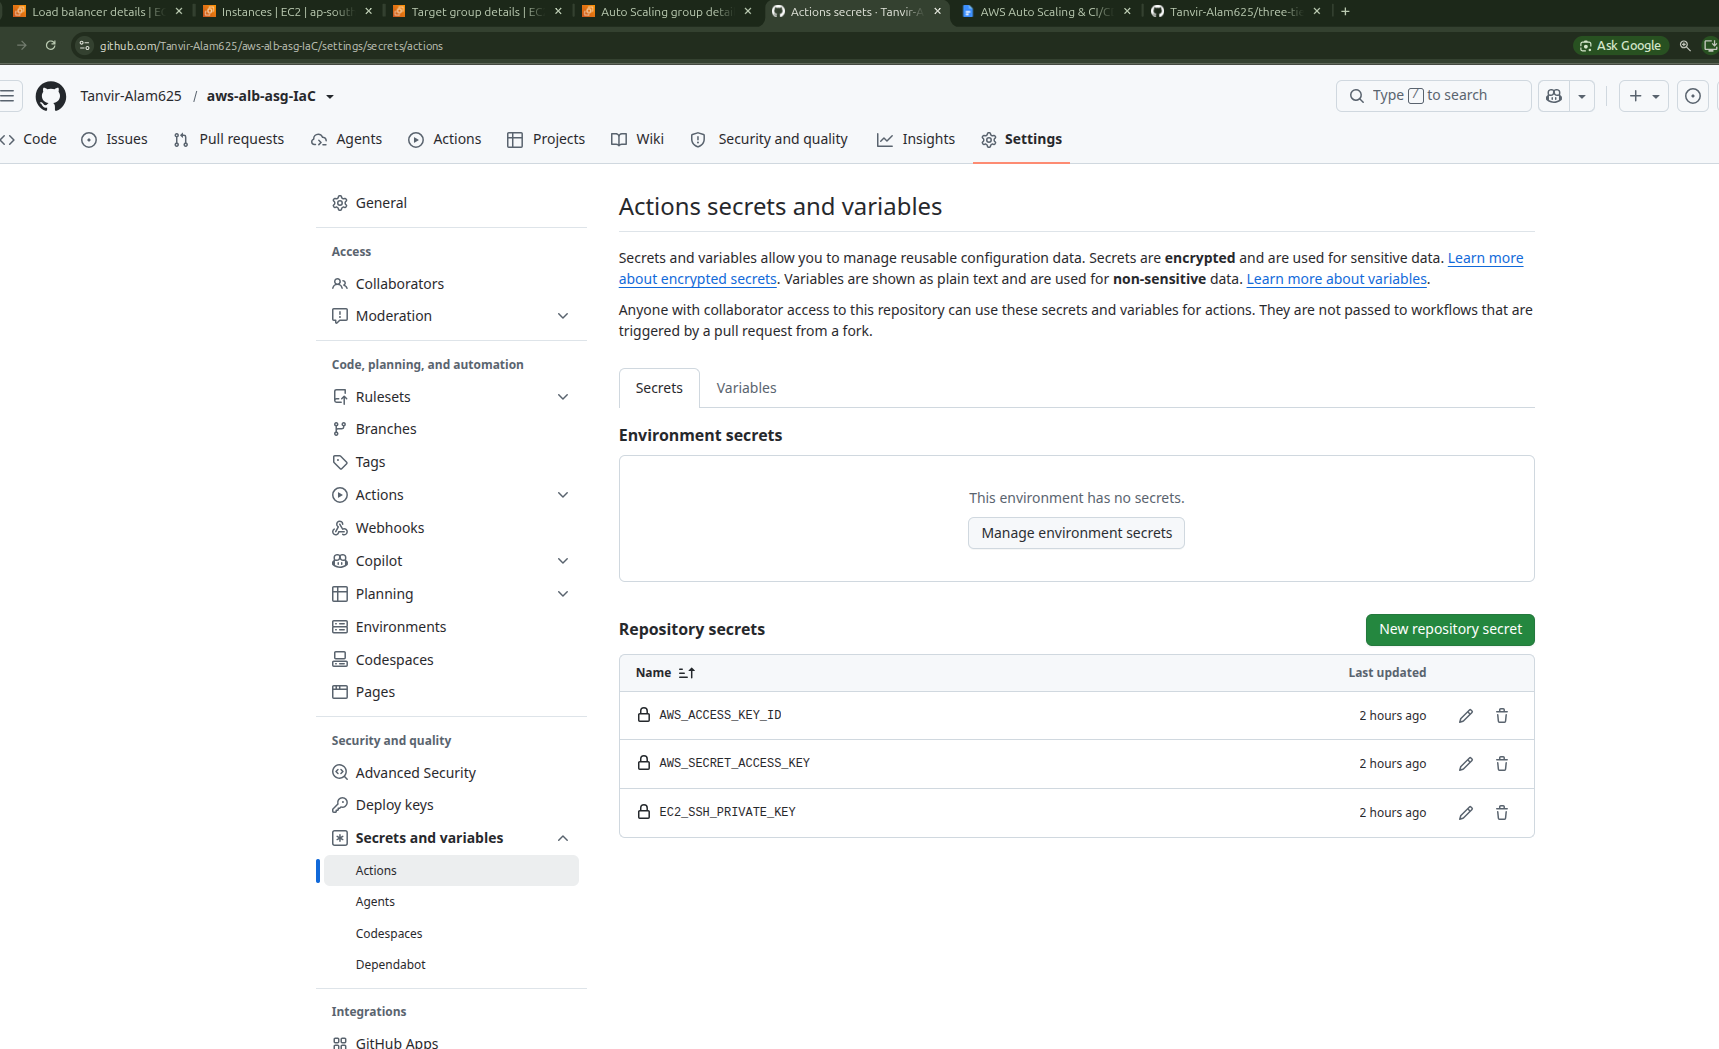 Load balancer details | EC
Instances | EC2 | ap-sout
Target group details | EC
Auto Scaling group detai
Actions secrets · Tanvir-A
AWS Auto Scaling & CI/C
Tanvir-Alam625/three-ti
github.com/Tanvir-Alam625/aws-alb-asg-IaC/settings/secrets/actions
Ask Google
Tanvir-Alam625 / aws-alb-asg-IaC
Type / to search
Code
Issues
Pull requests
Agents
Actions
Projects
Wiki
Security and quality
Insights
Settings
General
Access
Collaborators
Moderation
Code, planning, and automation
Rulesets
Branches
Tags
Actions
Webhooks
Copilot
Planning
Environments
Codespaces
Pages
Security and quality
Advanced Security
Deploy keys
Secrets and variables
Actions
Agents
Codespaces
Dependabot
Integrations
GitHub Apps
Actions secrets and variables
Secrets and variables allow you to manage reusable configuration data. Secrets are encrypted and are used for sensitive data. Learn more
about encrypted secrets. Variables are shown as plain text and are used for non-sensitive data. Learn more about variables.
Anyone with collaborator access to this repository can use these secrets and variables for actions. They are not passed to workflows that are
triggered by a pull request from a fork.
Secrets
Variables
Environment secrets
This environment has no secrets.
Manage environment secrets
Repository secrets
New repository secret
Name
Last updated
AWS_ACCESS_KEY_ID
2 hours ago
AWS_SECRET_ACCESS_KEY
2 hours ago
EC2_SSH_PRIVATE_KEY
2 hours ago